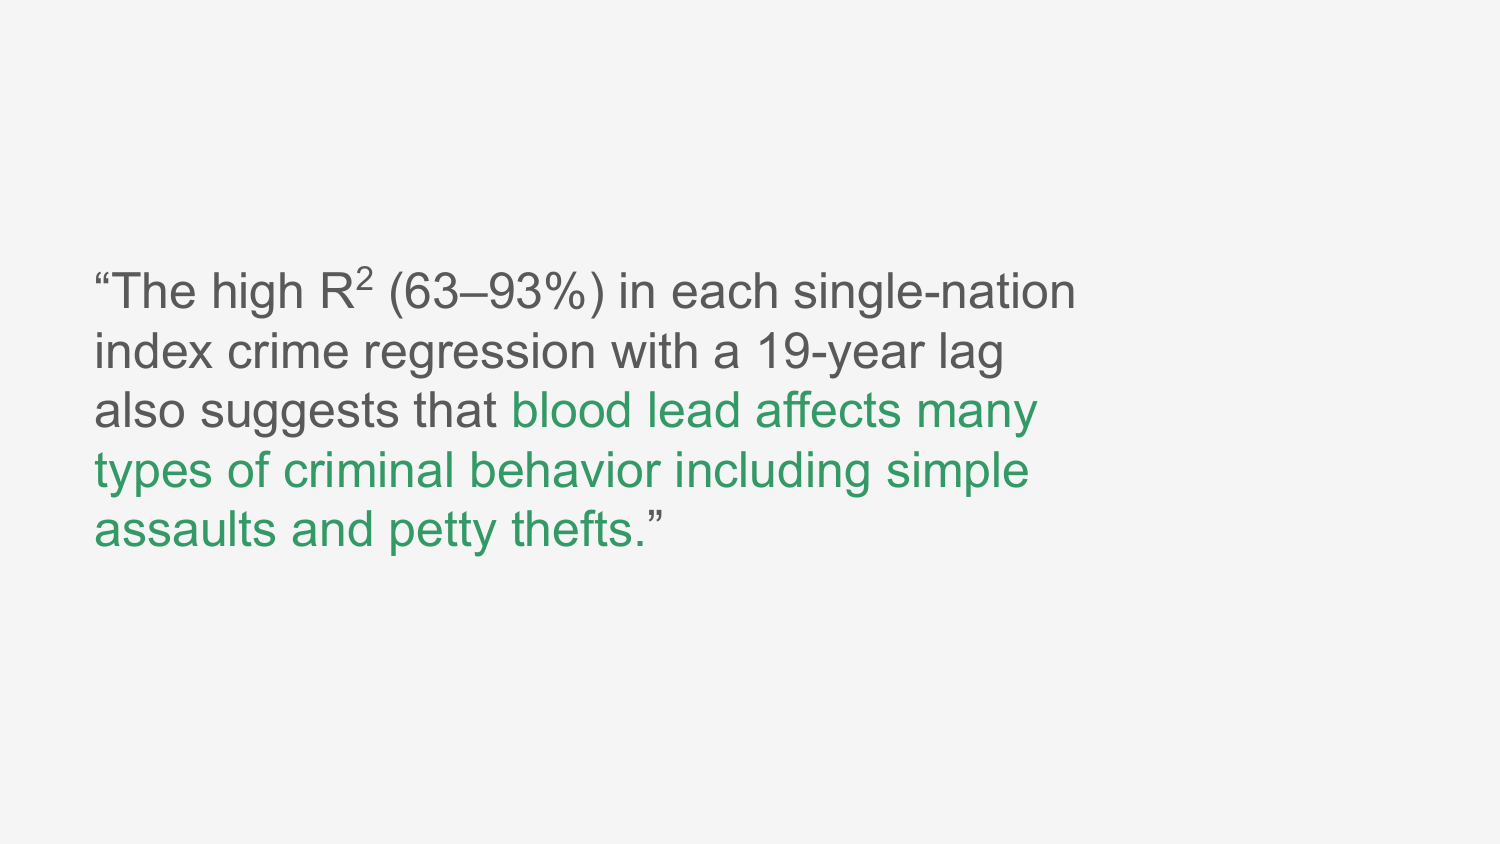 “The high R² (63–93%) in each single-nation
index crime regression with a 19-year lag
also suggests that blood lead affects many
types of criminal behavior including simple
assaults and petty thefts.”